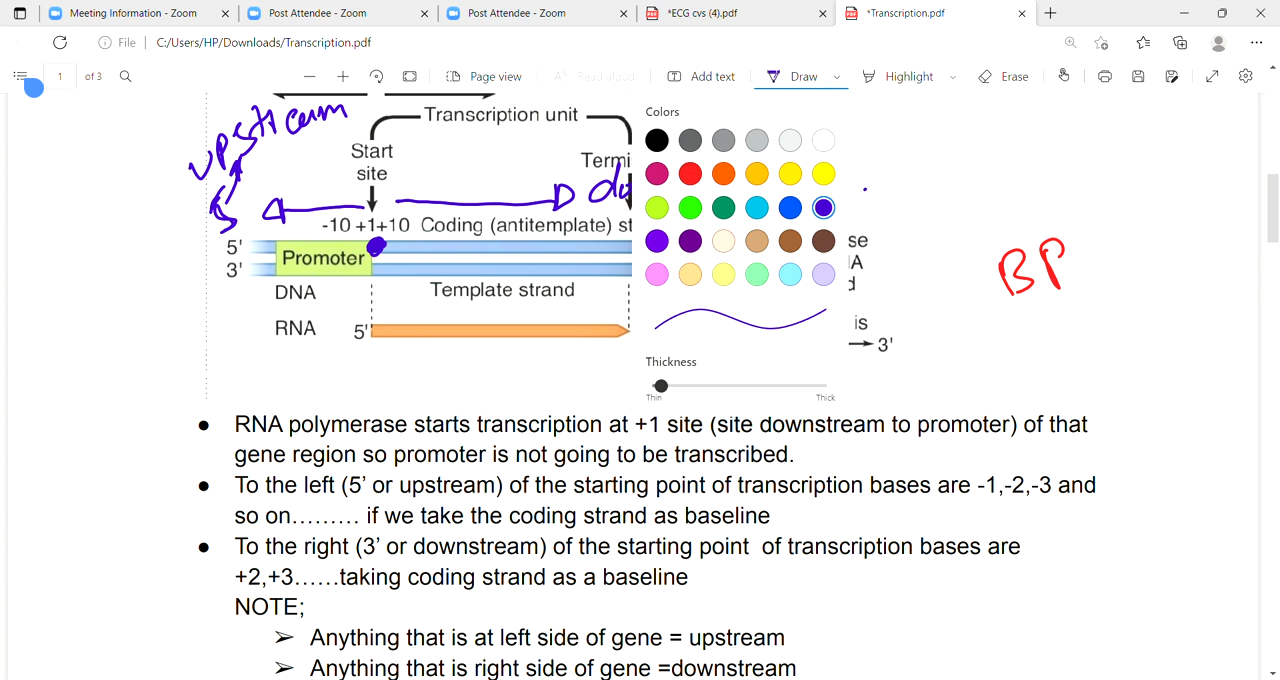 Meeting Information - Zoom
Post Attendee - Zoom
Post Attendee - Zoom
*ECG cvs (4).pdf
*Transcription.pdf
File C:/Users/HP/Downloads/Transcription.pdf
1 of 3
Page view
Read aloud
Add text
Draw
Highlight
Erase
upstream
Transcription unit
Start
site
Termi
do
-10 +1 +10 Coding (antitemplate) st
5'
3'
Promoter
DNA
Template strand
RNA
5'
Colors
Thickness
Thin
Thick
se
A
d
is
3'
BP
● RNA polymerase starts transcription at +1 site (site downstream to promoter) of that
gene region so promoter is not going to be transcribed.
● To the left (5’ or upstream) of the starting point of transcription bases are -1,-2,-3 and
so on……… if we take the coding strand as baseline
● To the right (3’ or downstream) of the starting point of transcription bases are
+2,+3……taking coding strand as a baseline
NOTE;
➢ Anything that is at left side of gene = upstream
➢ Anything that is right side of gene =downstream